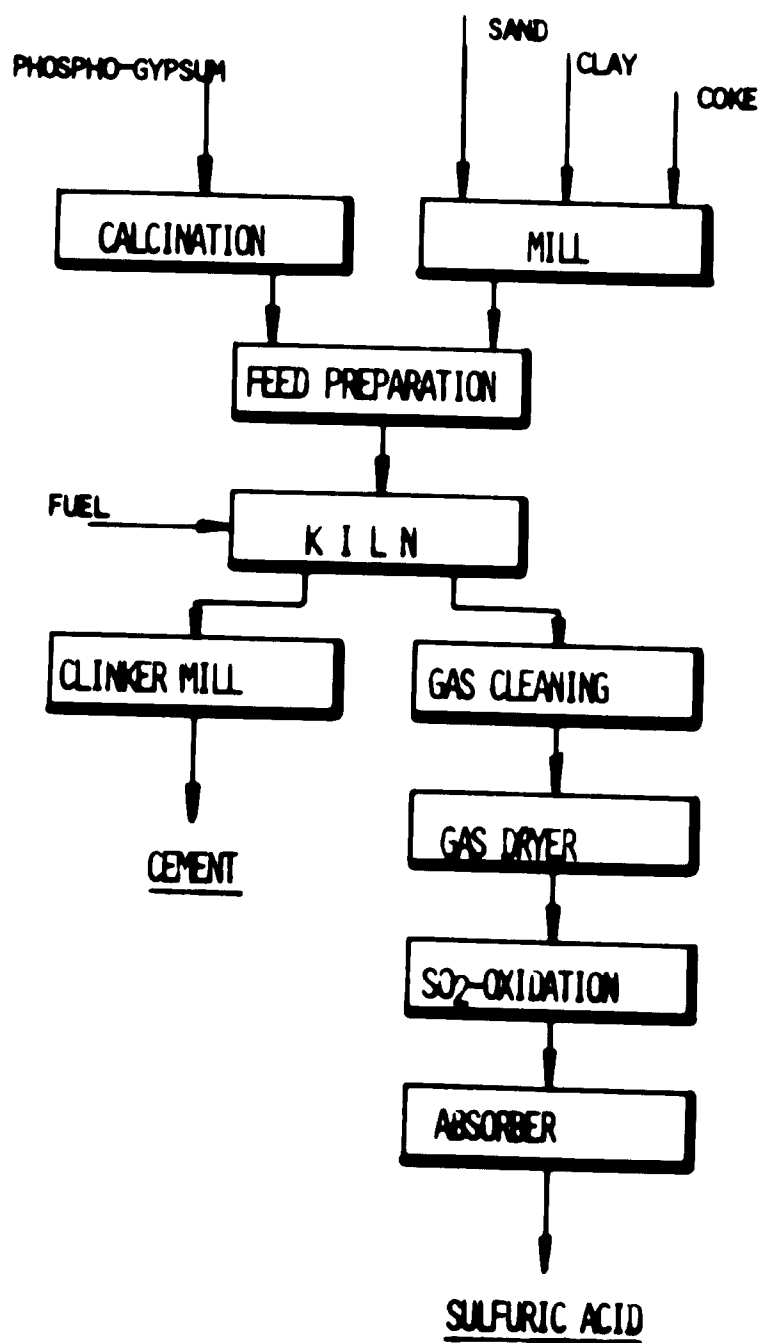 SAND
PHOSPHO-GYPSUM
CLAY
COKE
CALCINATION
MILL
FEED PREPARATION
FUEL
KILN
CLINKER MILL
GAS CLEANING
GAS DRYER
CEMENT
SO₂-OXIDATION
ABSORBER
SULFURIC ACID